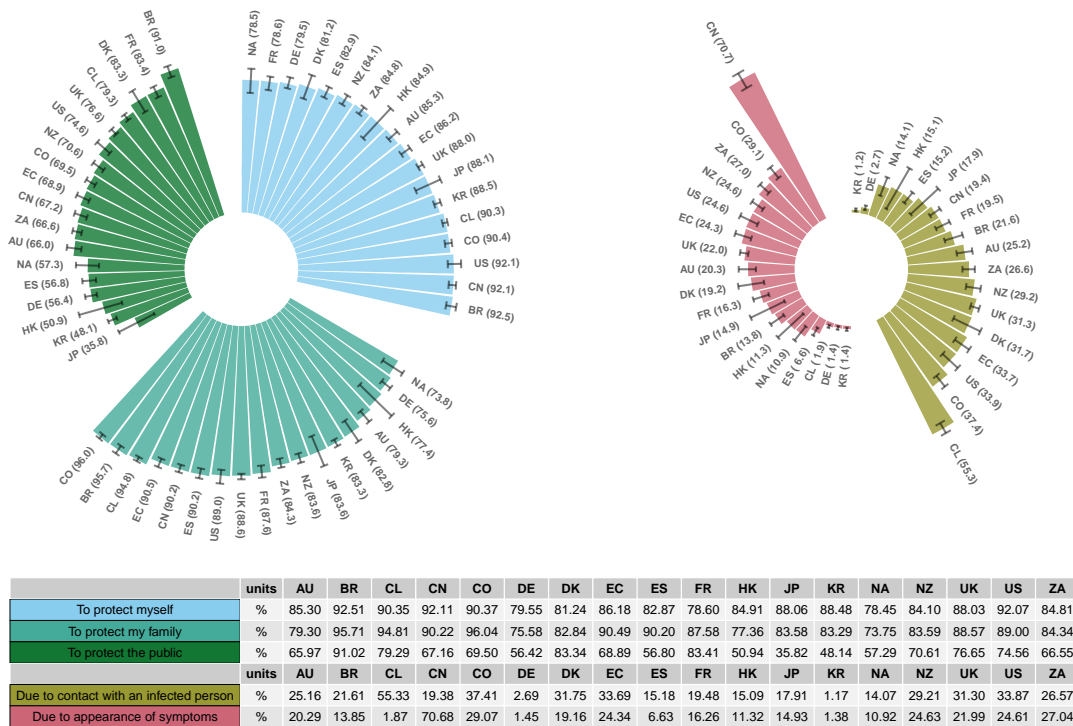 BR (91.0)
FR (83.4)
DK (83.3)
CL (79.3)
UK (76.6)
US (74.6)
NZ (70.6)
CO (69.5)
EC (68.9)
CN (67.2)
ZA (66.6)
AU (66.0)
NA (57.3)
ES (56.8)
DE (56.4)
HK (50.9)
KR (48.1)
JP (35.8)
NA (78.5)
FR (78.6)
DE (79.5)
DK (81.2)
ES (82.9)
NZ (84.1)
ZA (84.8)
HK (84.9)
AU (85.3)
EC (86.2)
UK (88.0)
JP (88.1)
KR (88.5)
CL (90.3)
CO (90.4)
US (92.1)
CN (92.1)
BR (92.5)
NA (73.8)
DE (75.6)
HK (77.4)
AU (79.3)
DK (82.9)
KR (83.3)
JP (83.6)
NZ (83.6)
ZA (84.3)
FR (87.6)
UK (88.6)
US (89.0)
ES (90.2)
CN (90.2)
EC (90.5)
CL (94.8)
BR (95.7)
CO (96.0)
CN (70.7)
CO (29.1)
ZA (27.0)
NZ (24.6)
US (24.6)
EC (24.3)
UK (22.0)
AU (20.3)
DK (19.2)
FR (16.3)
JP (14.9)
BR (13.8)
HK (11.3)
NA (10.9)
ES ( 6.6)
CL ( 1.9)
DE ( 1.4)
KR ( 1.4)
KR ( 1.2)
DE ( 2.7)
NA (14.1)
HK (15.1)
ES (15.2)
JP (17.9)
CN (19.4)
FR (19.5)
BR (21.6)
AU (25.2)
ZA (26.6)
NZ (29.2)
UK (31.3)
DK (31.7)
EC (33.7)
US (33.9)
CO (37.4)
CL (55.3)
units AU BR CL CN CO DE DK EC ES FR HK JP KR NA NZ UK US ZA
To protect myself % 85.30 92.51 90.35 92.11 90.37 79.55 81.24 86.18 82.87 78.60 84.91 88.06 88.48 78.45 84.10 88.03 92.07 84.81
To protect my family % 79.30 95.71 94.81 90.22 96.04 75.58 82.84 90.49 90.20 87.58 77.36 83.58 83.29 73.75 83.59 88.57 89.00 84.34
To protect the public % 65.97 91.02 79.29 67.16 69.50 56.42 83.34 68.89 56.80 83.41 50.94 35.82 48.14 57.29 70.61 76.65 74.56 66.55
units AU BR CL CN CO DE DK EC ES FR HK JP KR NA NZ UK US ZA
Due to contact with an infected person % 25.16 21.61 55.33 19.38 37.41 2.69 31.75 33.69 15.18 19.48 15.09 17.91 1.17 14.07 29.21 31.30 33.87 26.57
Due to appearance of symptoms % 20.29 13.85 1.87 70.68 29.07 1.45 19.16 24.34 6.63 16.26 11.32 14.93 1.38 10.92 24.63 21.99 24.61 27.04